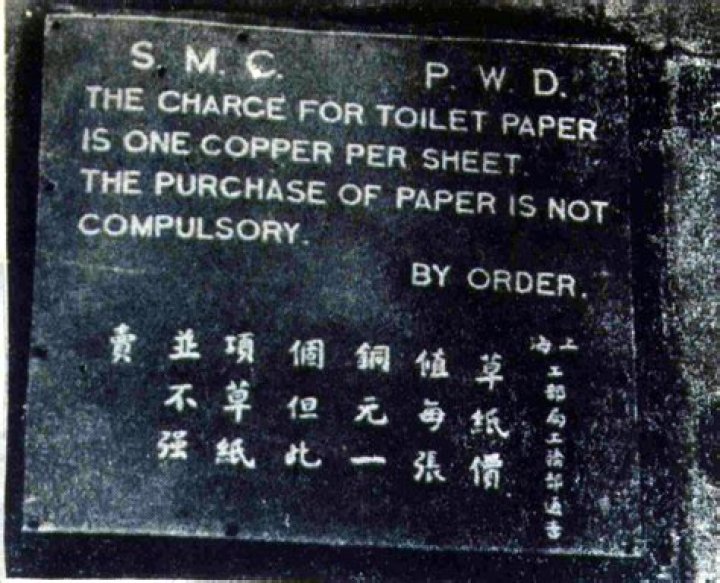 S. M. C. P. W. D.
THE CHARGE FOR TOILET PAPER
IS ONE COPPER PER SHEET.
THE PURCHASE OF PAPER IS NOT
COMPULSORY.
BY ORDER.
上海工部局工務部通告
草紙價
值每張
銅元一
個但此
項草紙
並不强
賣